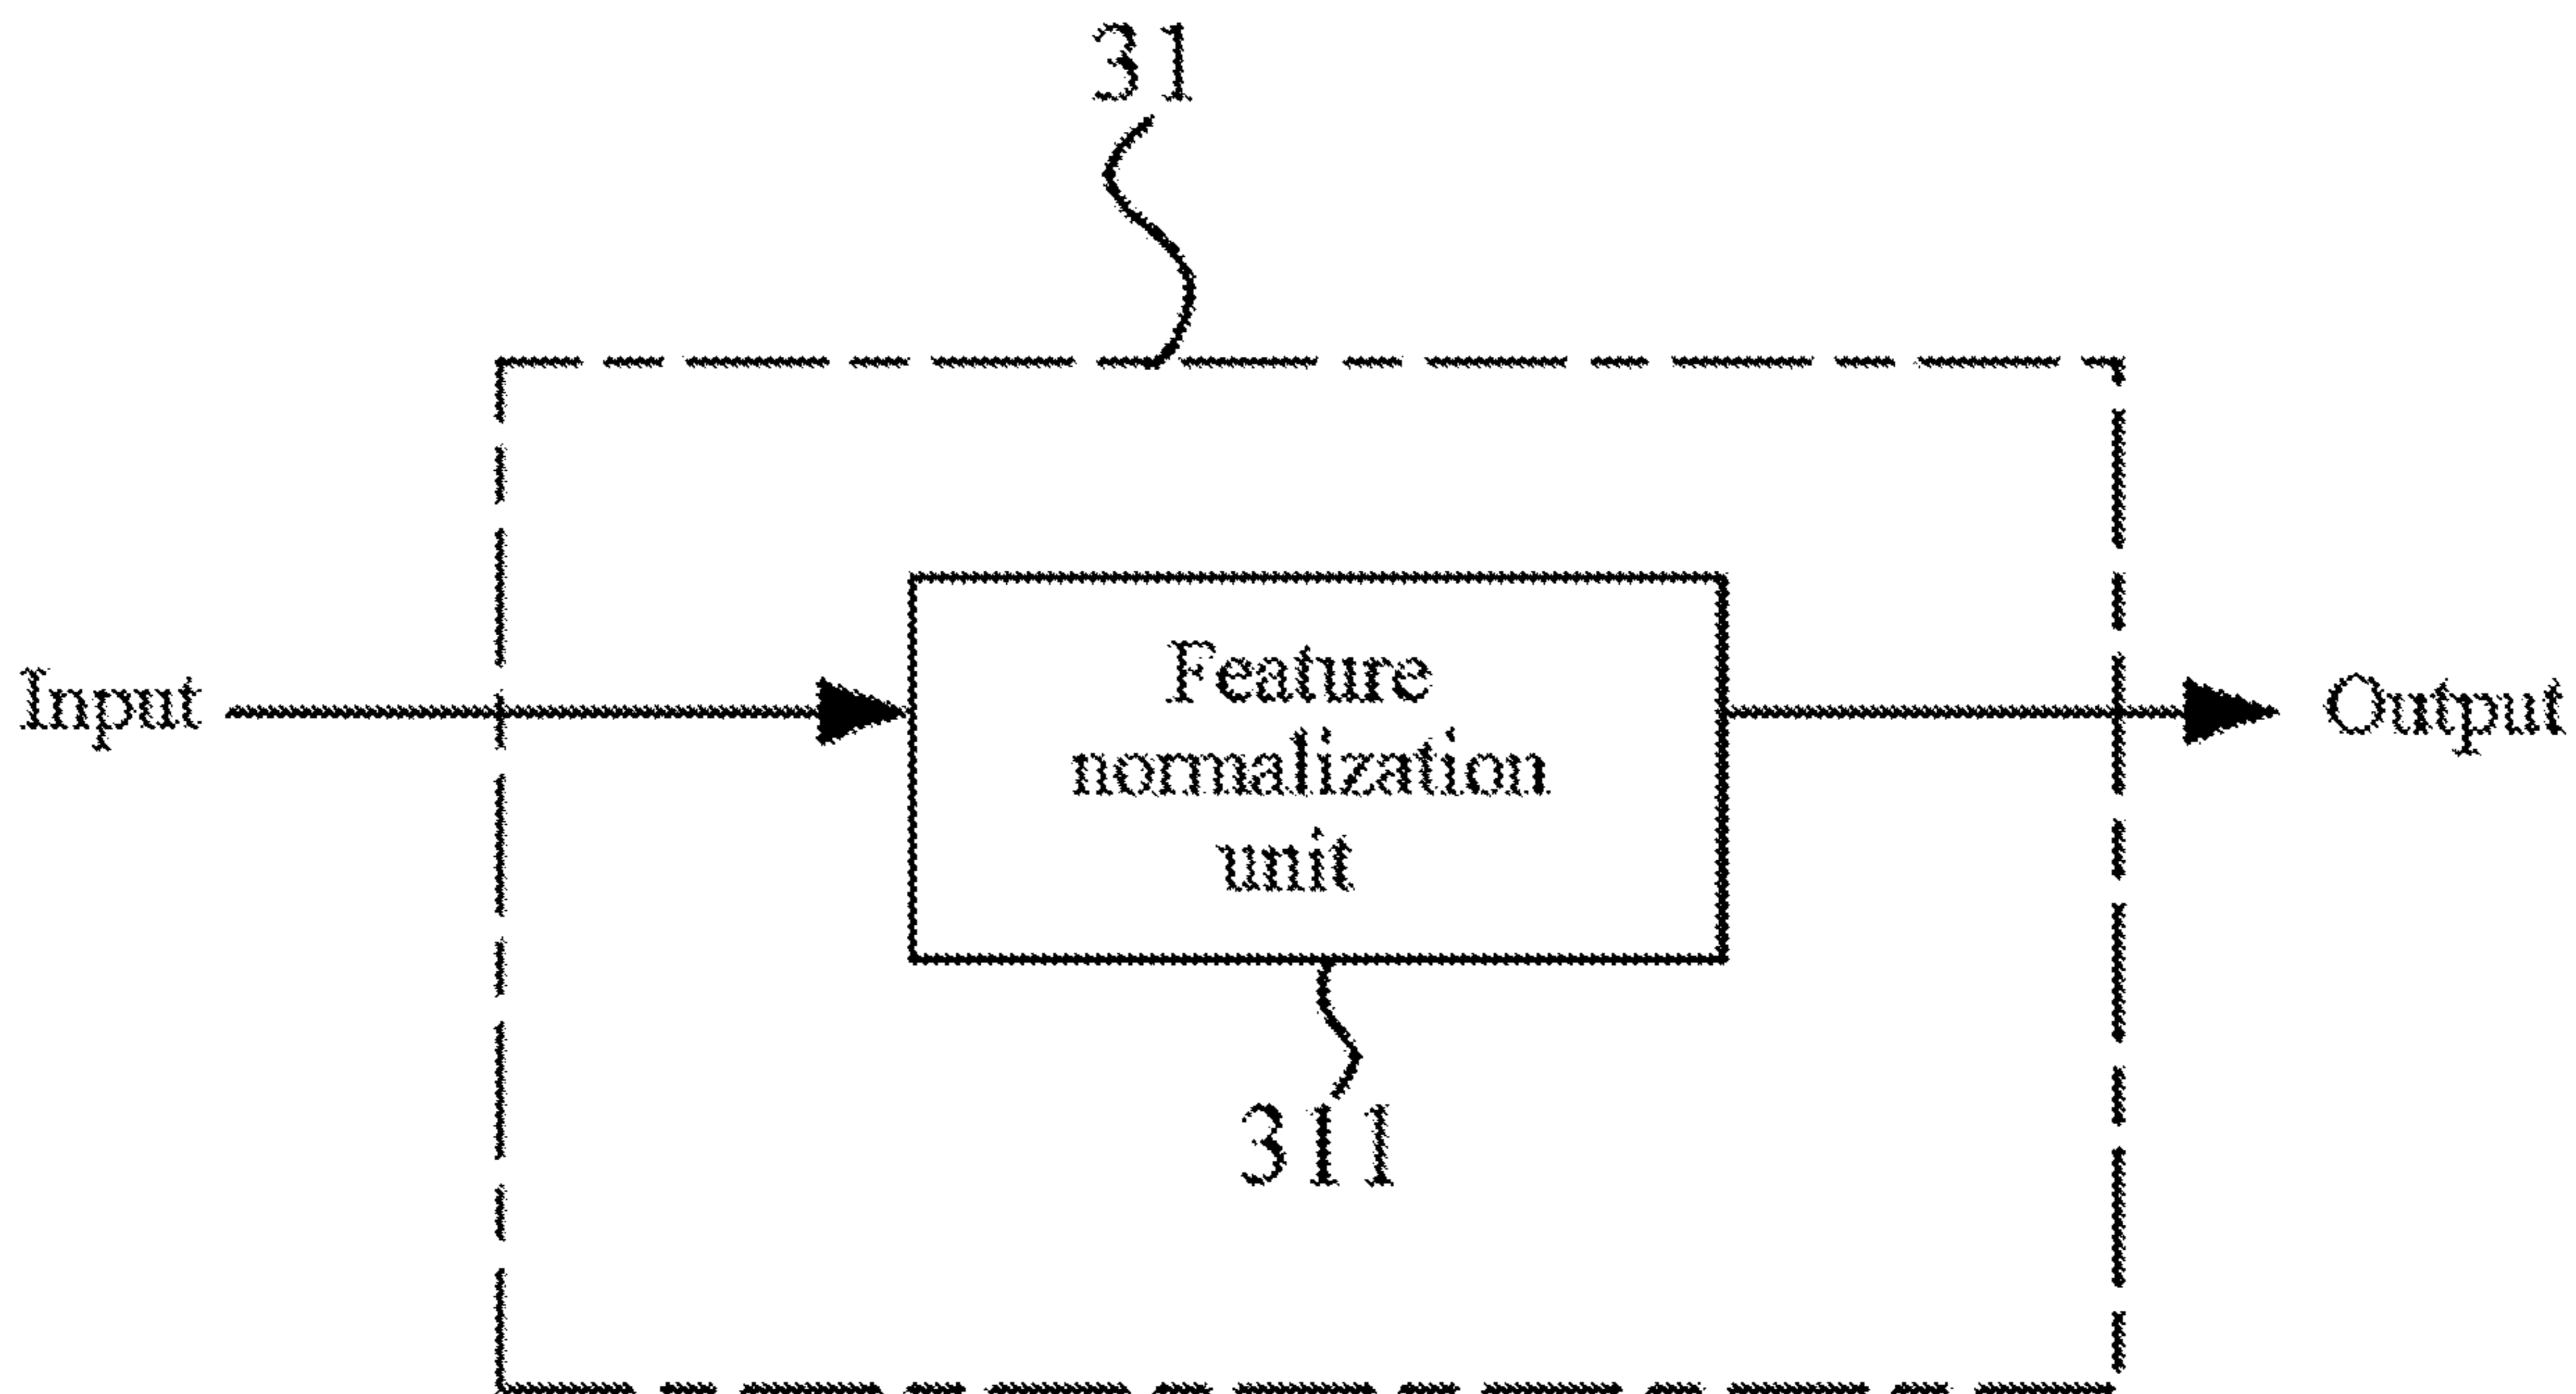 31
Input
Feature
normalization
unit
Output
311